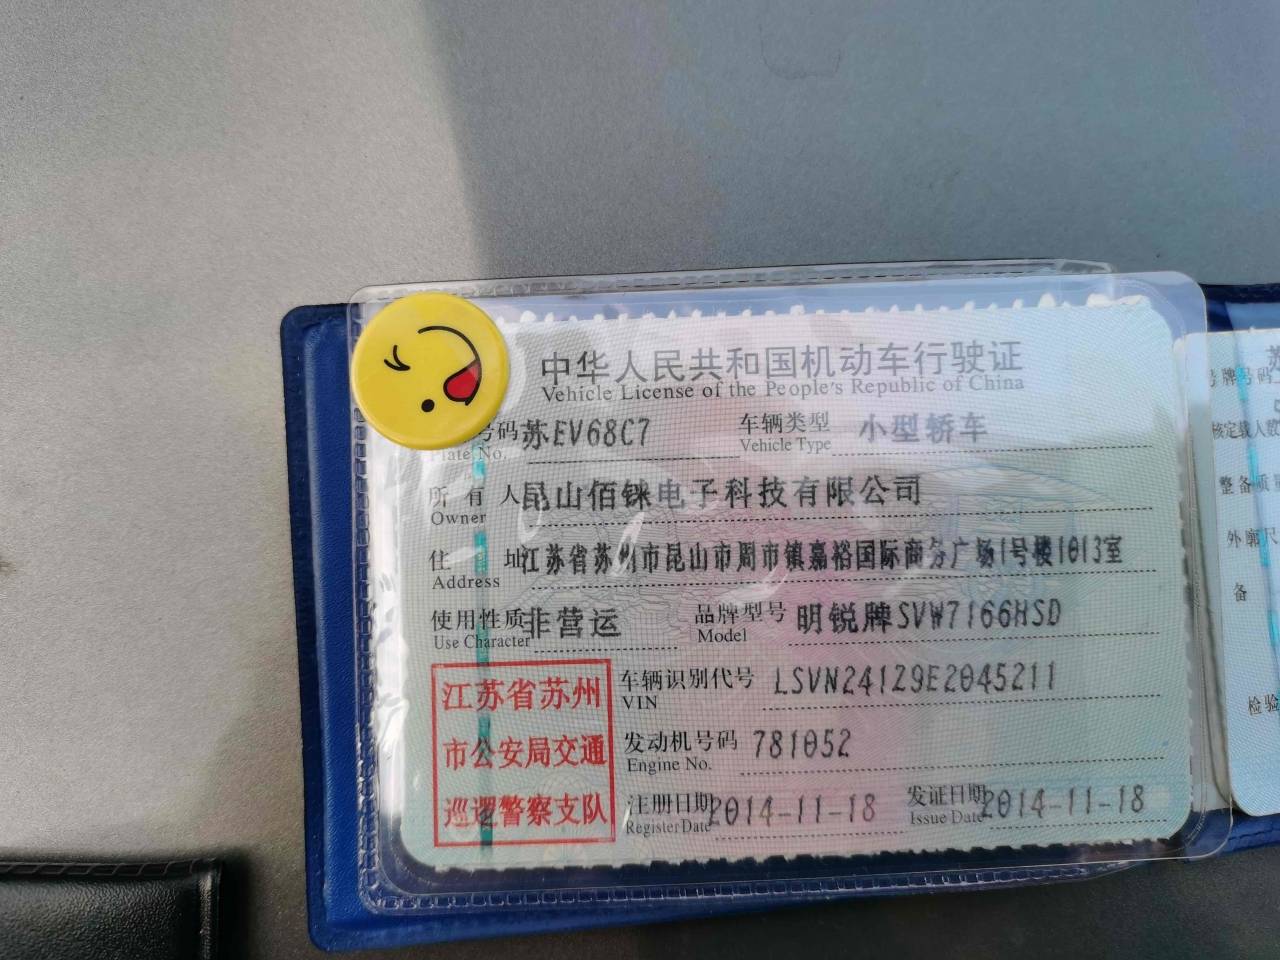 中华人民共和国机动车行驶证
Vehicle License of the People's Republic of China
号码 苏EV68C7 车辆类型 小型轿车
Plate No. Vehicle Type
所有人 昆山佰铼电子科技有限公司
Owner
住址 江苏省苏州市昆山市周市镇嘉裕国际商务广场1号楼1013室
Address
使用性质 非营运 品牌型号 明锐牌SVW7166HSD
Use Character Model
江苏省苏州
市公安局交通
巡逻警察支队
车辆识别代号 LSVN24129E2045211
VIN
发动机号码 781052
Engine No.
注册日期 2014-11-18 发证日期 2014-11-18
Register Date Issue Date
号牌号码 苏
核定载人数
整备质量
外廓尺
备
检验